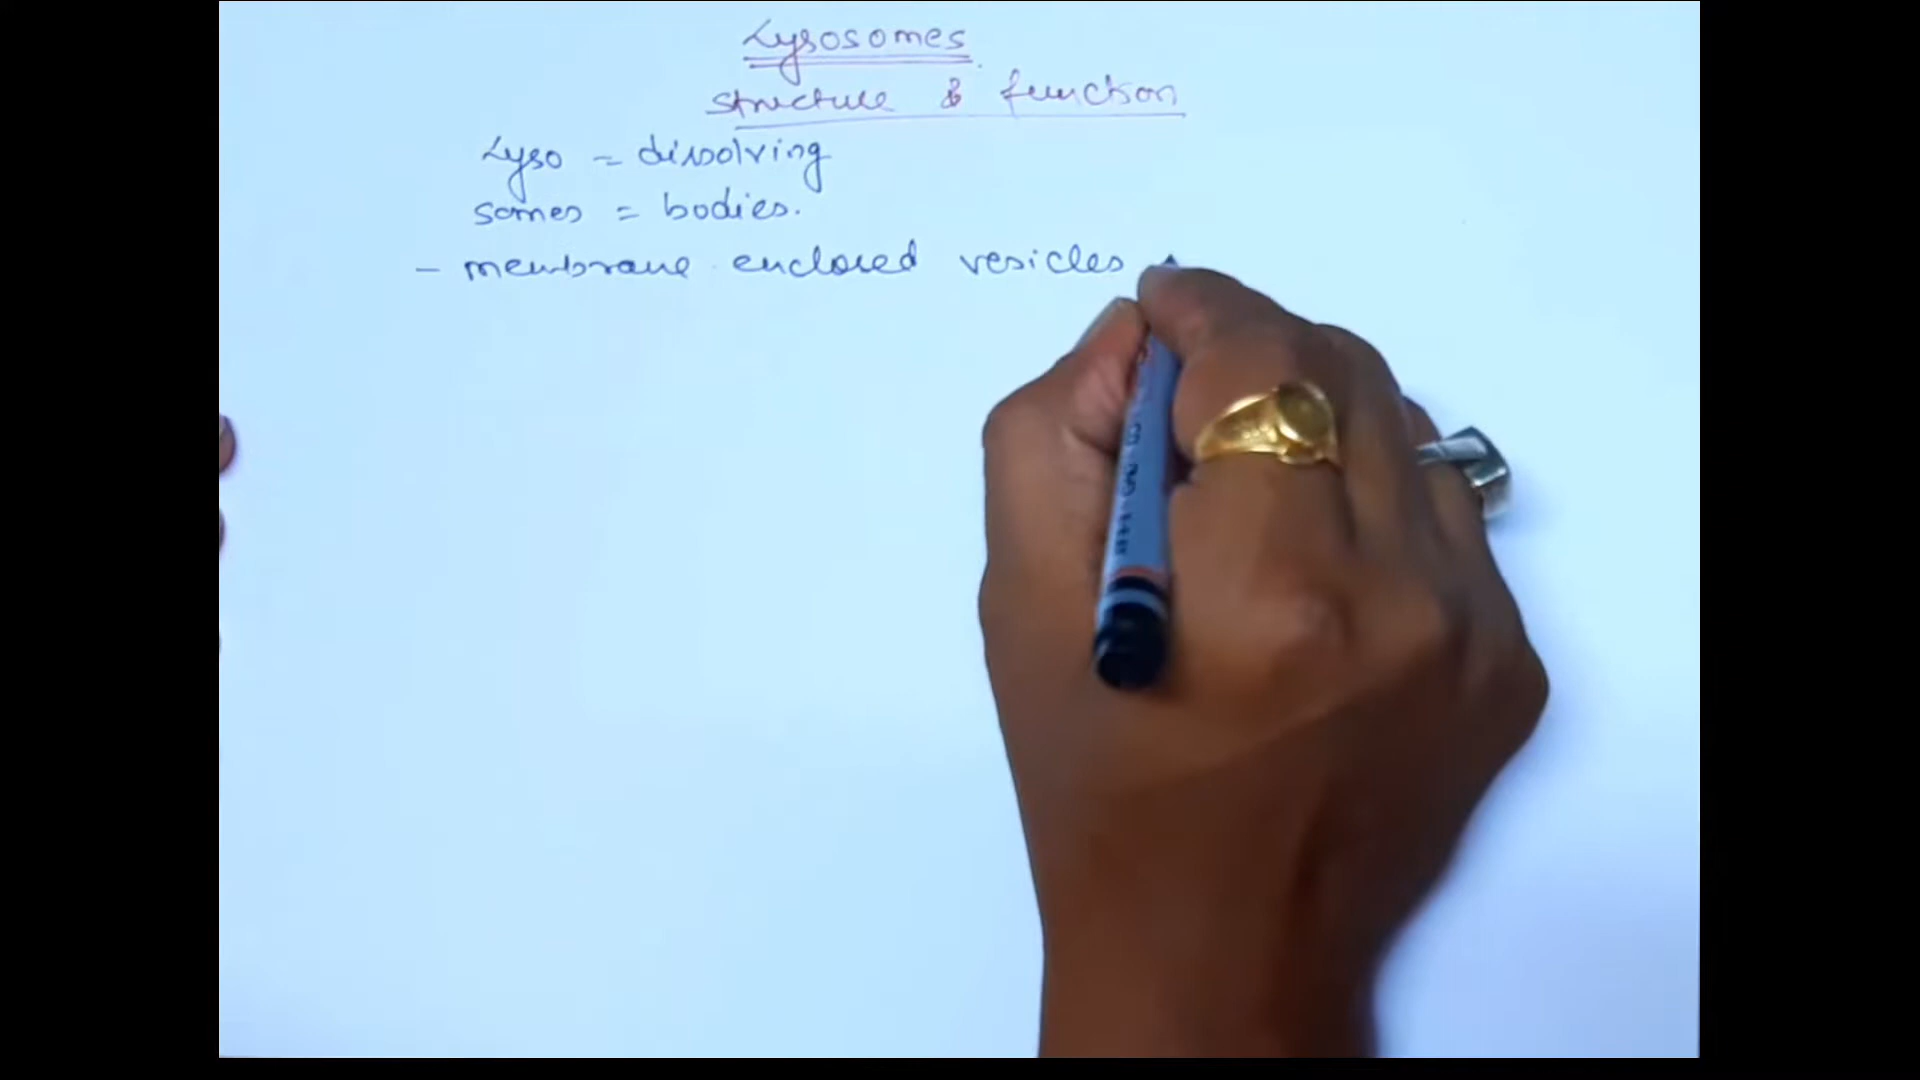 Lysosomes
structure & function
Lyso = dissolving
somes = bodies.
- membrane enclosed vesicles